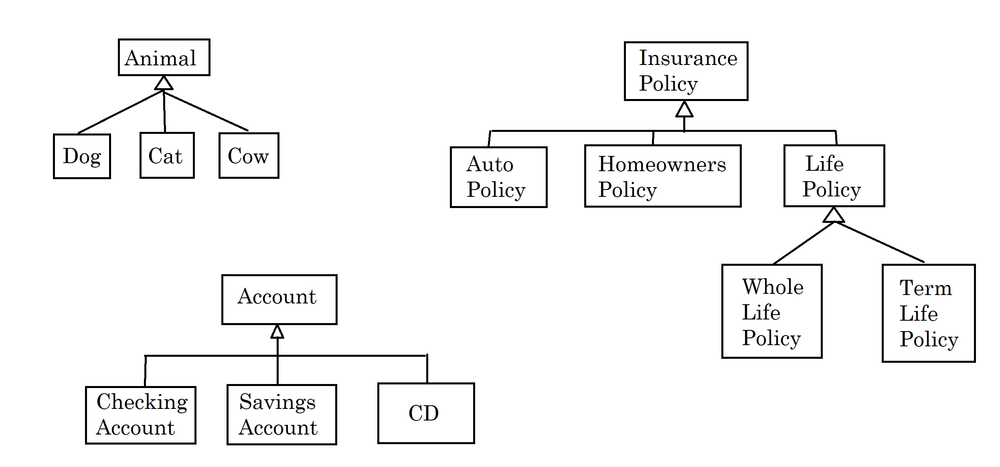 Animal
Dog
Cat
Cow
Insurance
Policy
Auto
Policy
Homeowners
Policy
Life
Policy
Whole
Life
Policy
Term
Life
Policy
Account
Checking
Account
Savings
Account
CD